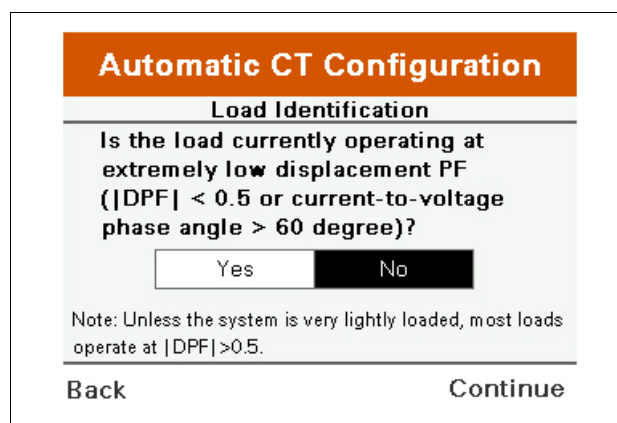 Automatic CT Configuration
Load Identification
Is the load currently operating at
extremely low displacement PF
(|DPF| < 0.5 or current-to-voltage
phase angle > 60 degree)?
Yes No
Note: Unless the system is very lightly loaded, most loads
operate at |DPF|>0.5.
Back Continue